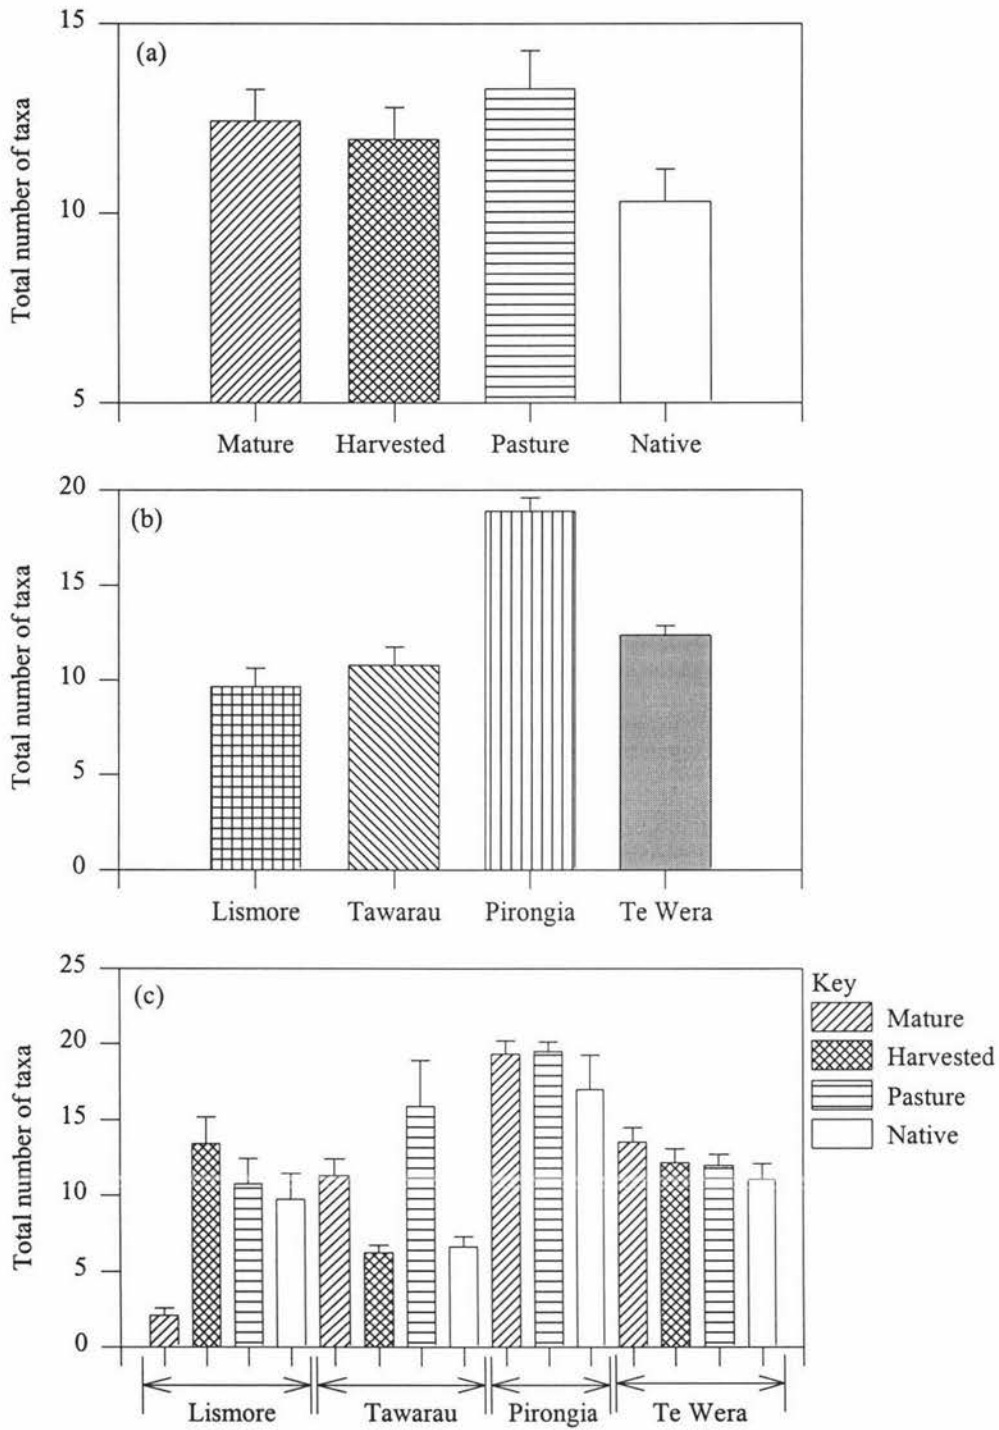 15
(a)
Total number of taxa
10
5
Mature Harvested Pasture Native
20
(b)
15
Total number of taxa
10
5
0
Lismore Tawarau Pirongia Te Wera
25
(c)
Key
Mature
20
Harvested
Total number of taxa
Pasture
15
Native
10
5
0
Lismore Tawarau Pirongia Te Wera